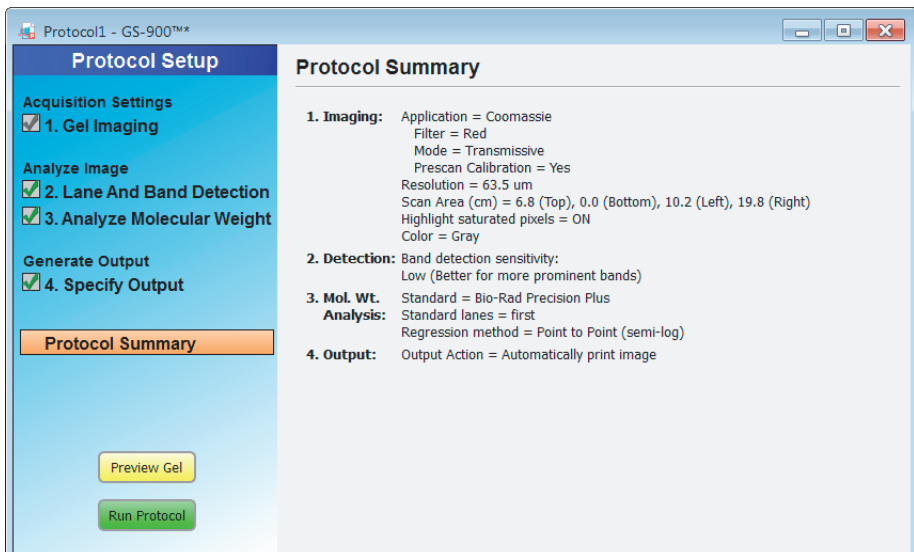 Protocol1 - GS-900™*
Protocol Setup
Acquisition Settings
1. Gel Imaging
Analyze Image
2. Lane And Band Detection
3. Analyze Molecular Weight
Generate Output
4. Specify Output
Protocol Summary
Preview Gel
Run Protocol
Protocol Summary
1. Imaging: Application = Coomassie
Filter = Red
Mode = Transmissive
Prescan Calibration = Yes
Resolution = 63.5 um
Scan Area (cm) = 6.8 (Top), 0.0 (Bottom), 10.2 (Left), 19.8 (Right)
Highlight saturated pixels = ON
Color = Gray
2. Detection: Band detection sensitivity:
Low (Better for more prominent bands)
3. Mol. Wt. Standard = Bio-Rad Precision Plus
Analysis: Standard lanes = first
Regression method = Point to Point (semi-log)
4. Output: Output Action = Automatically print image